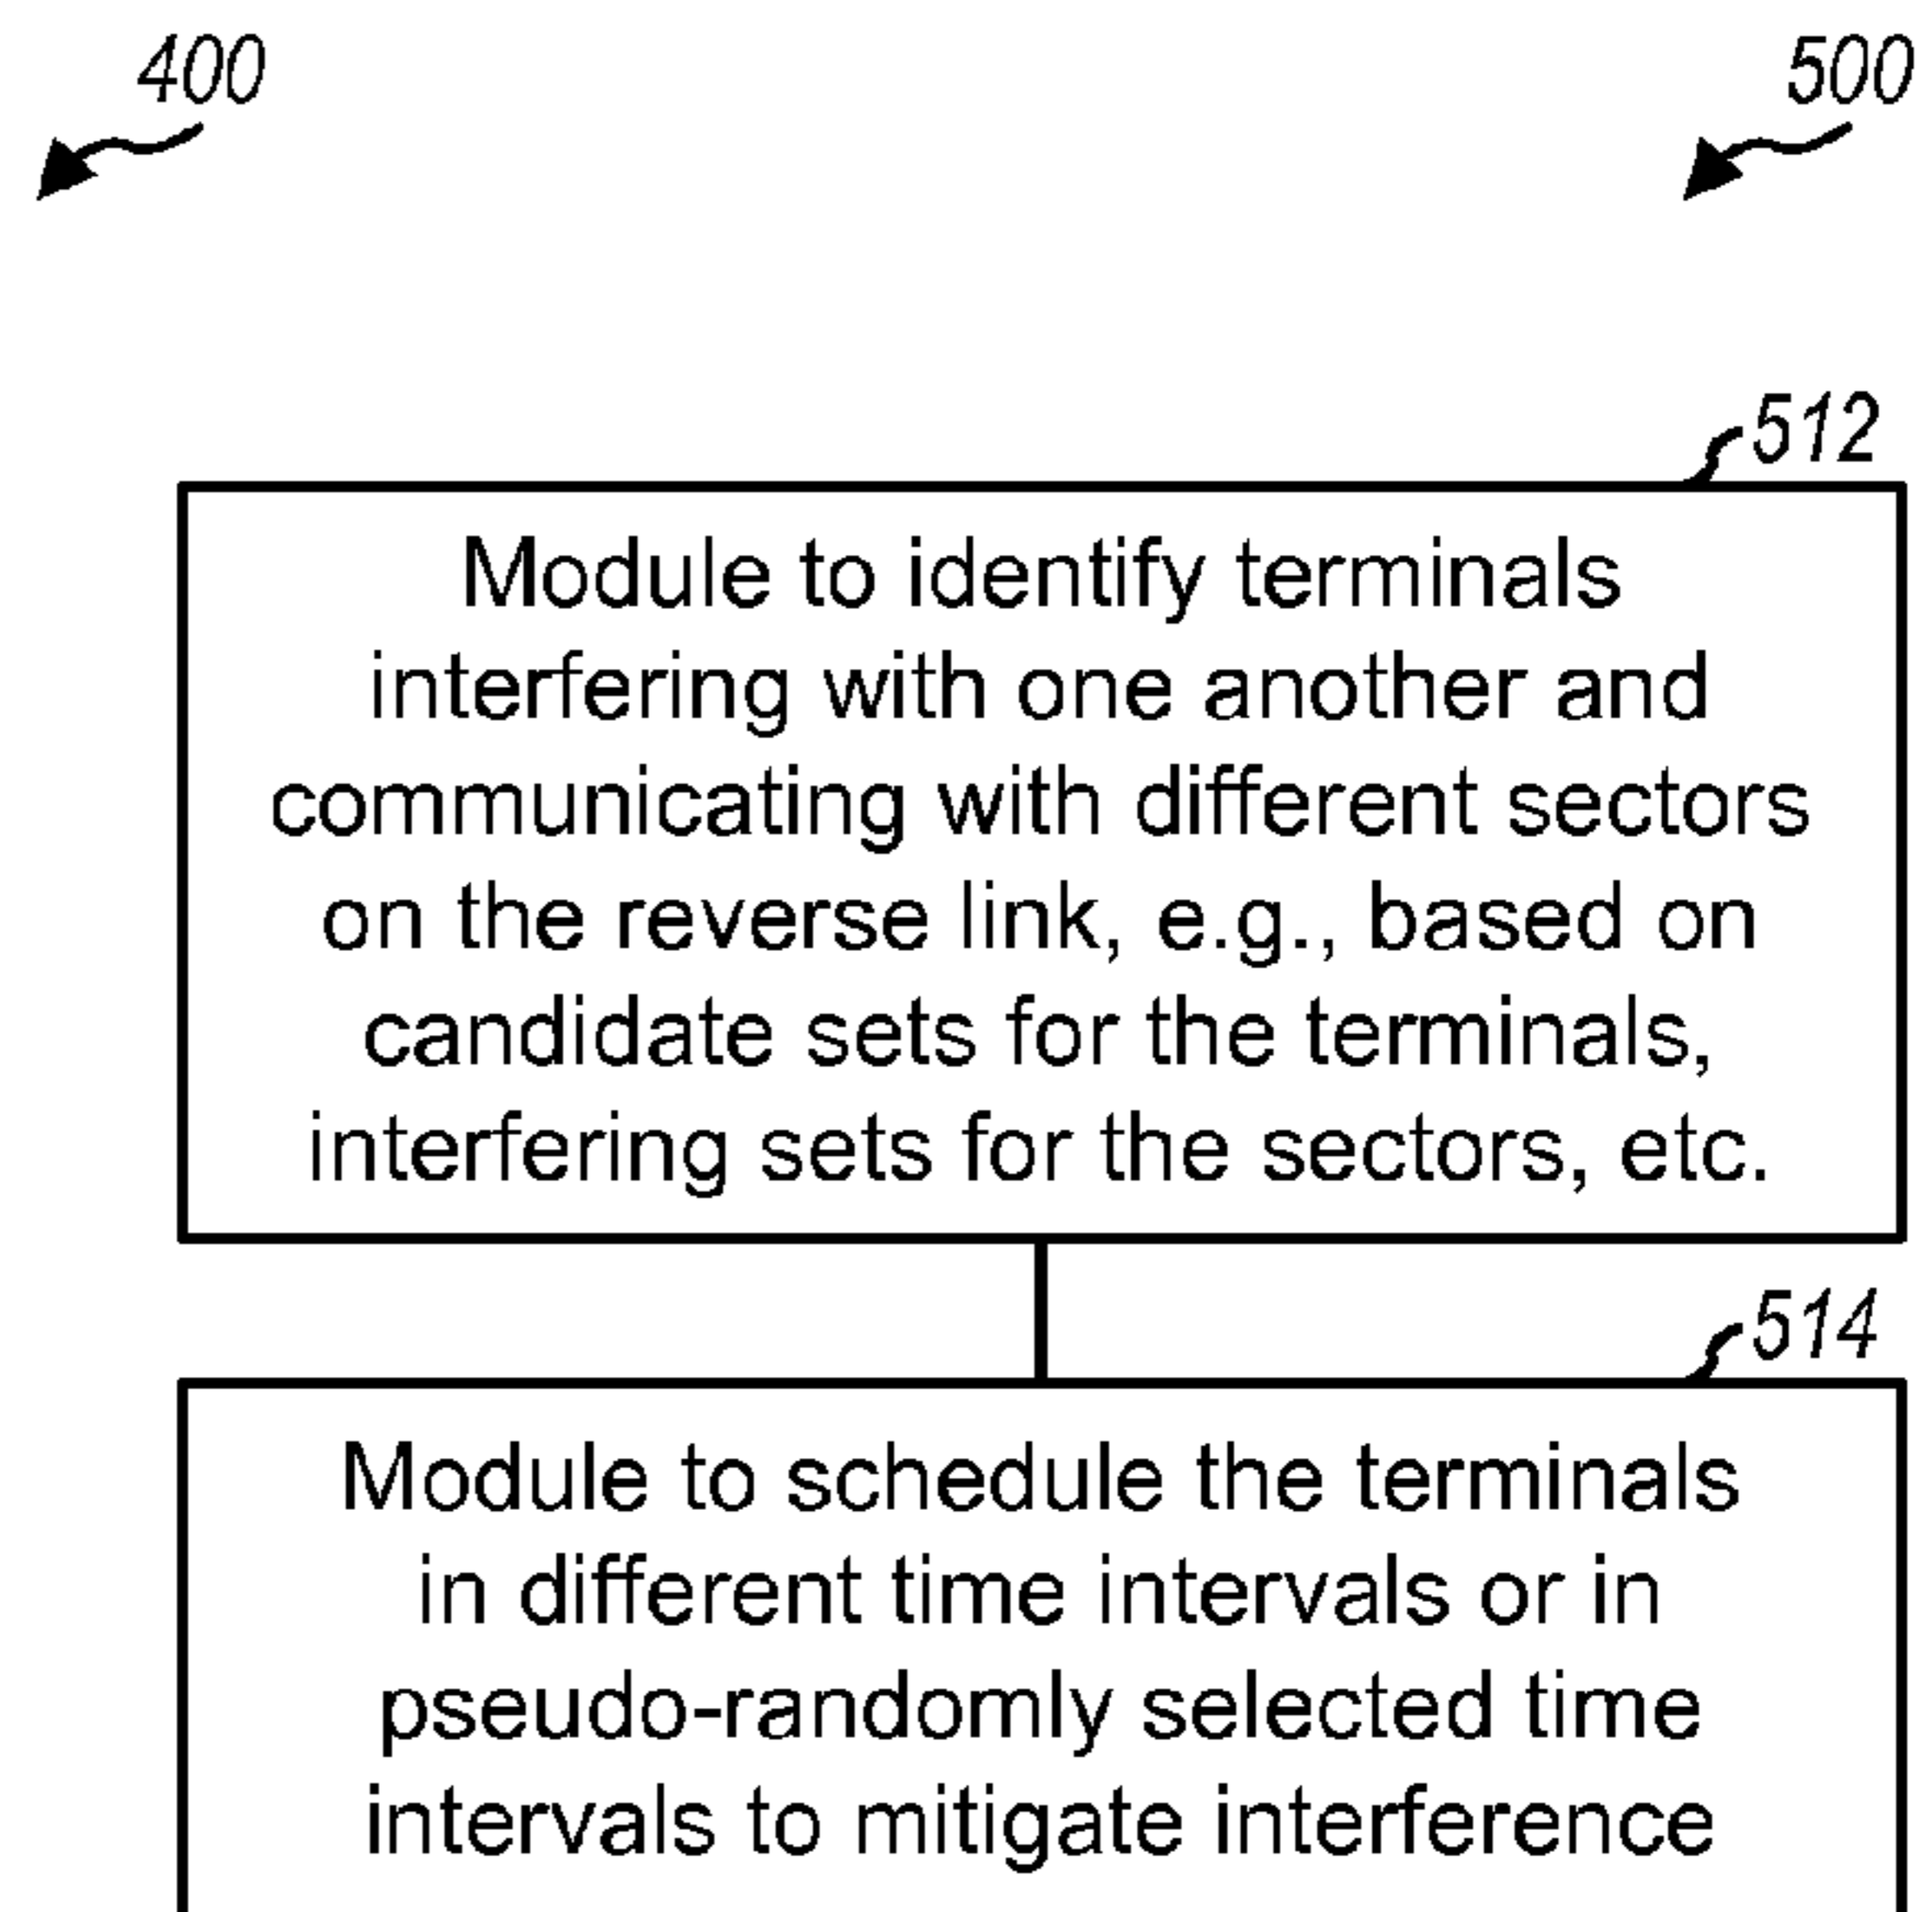 400
500
512
Module to identify terminals
interfering with one another and
communicating with different sectors
on the reverse link, e.g., based on
candidate sets for the terminals,
interfering sets for the sectors, etc.
514
Module to schedule the terminals
in different time intervals or in
pseudo-randomly selected time
intervals to mitigate interference